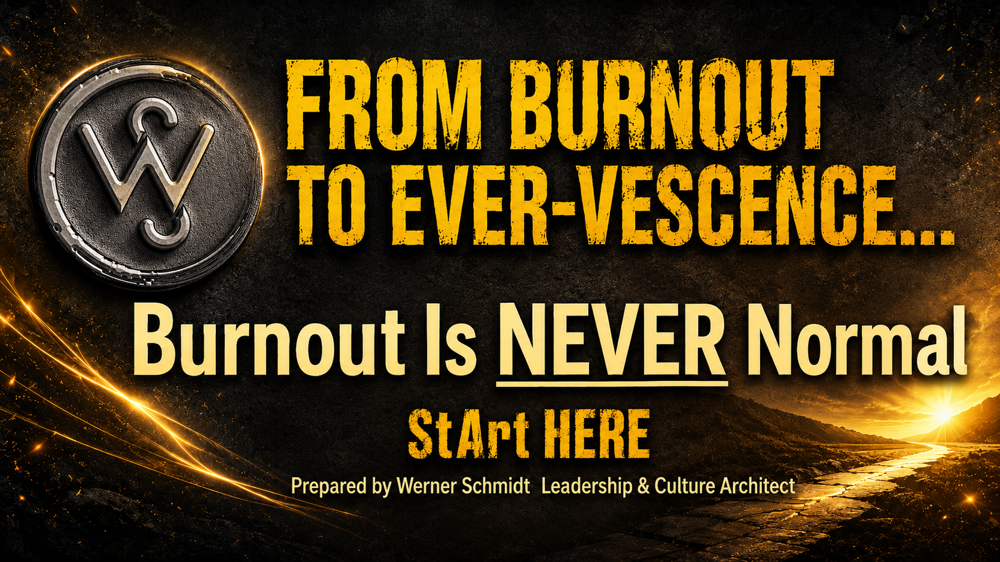 FROM BURNOUT
TO EVER-VESCENCE...
Burnout Is NEVER Normal
StArt HERE
Prepared by Werner Schmidt Leadership & Culture Architect